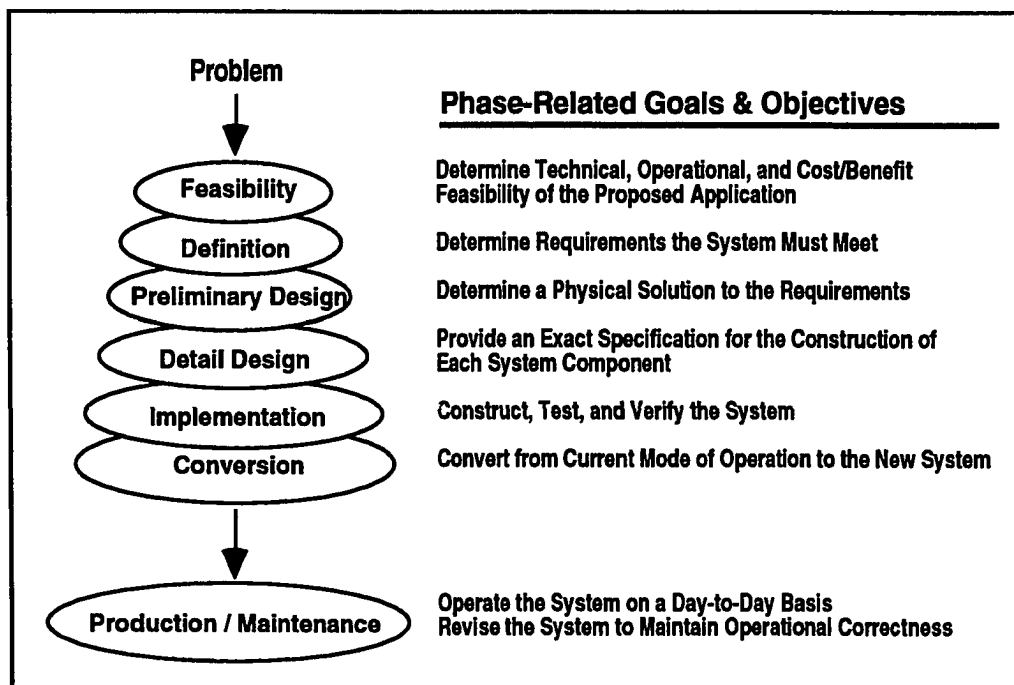 Problem
Phase-Related Goals & Objectives
Feasibility
Determine Technical, Operational, and Cost/Benefit
Feasibility of the Proposed Application
Definition
Determine Requirements the System Must Meet
Preliminary Design
Determine a Physical Solution to the Requirements
Detail Design
Provide an Exact Specification for the Construction of
Each System Component
Implementation
Construct, Test, and Verify the System
Conversion
Convert from Current Mode of Operation to the New System
Production / Maintenance
Operate the System on a Day-to-Day Basis
Revise the System to Maintain Operational Correctness